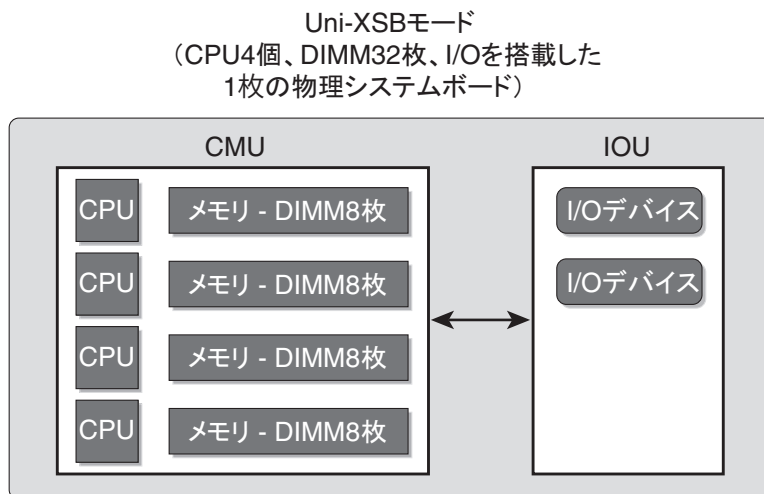 Uni-XSBモード
（CPU4個、DIMM32枚、I/Oを搭載した
1枚の物理システムボード）
CMU
IOU
CPU
メモリ - DIMM8枚
I/Oデバイス
CPU
メモリ - DIMM8枚
I/Oデバイス
CPU
メモリ - DIMM8枚
CPU
メモリ - DIMM8枚